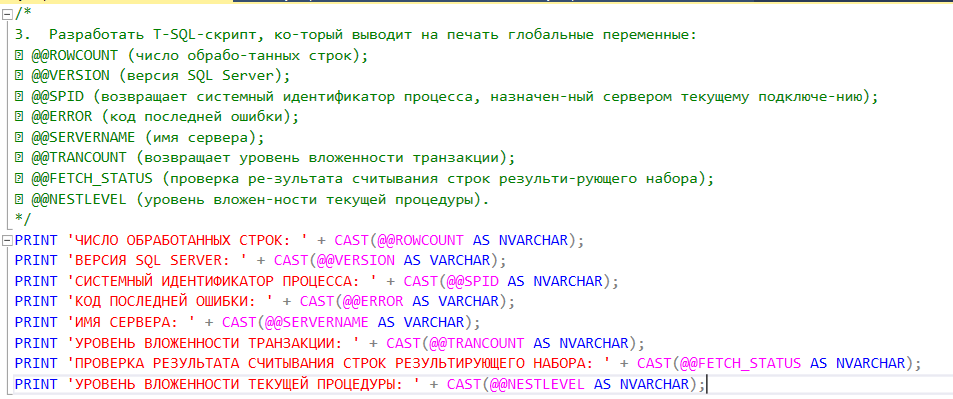 /*
3. Разработать T-SQL-скрипт, ко-торый выводит на печать глобальные переменные:
@@ROWCOUNT (число обрабо-танных строк);
@@VERSION (версия SQL Server);
@@SPID (возвращает системный идентификатор процесса, назначен-ный сервером текущему подключе-нию);
@@ERROR (код последней ошибки);
@@SERVERNAME (имя сервера);
@@TRANCOUNT (возвращает уровень вложенности транзакции);
@@FETCH_STATUS (проверка ре-зультата считывания строк результи-рующего набора);
@@NESTLEVEL (уровень вложен-ности текущей процедуры).
*/
PRINT 'ЧИСЛО ОБРАБОТАННЫХ СТРОК: ' + CAST(@@ROWCOUNT AS NVARCHAR);
PRINT 'ВЕРСИЯ SQL SERVER: ' + CAST(@@VERSION AS VARCHAR);
PRINT 'СИСТЕМНЫЙ ИДЕНТИФИКАТОР ПРОЦЕССА: ' + CAST(@@SPID AS NVARCHAR);
PRINT 'КОД ПОСЛЕДНЕЙ ОШИБКИ: ' + CAST(@@ERROR AS VARCHAR);
PRINT 'ИМЯ СЕРВЕРА: ' + CAST(@@SERVERNAME AS VARCHAR);
PRINT 'УРОВЕНЬ ВЛОЖЕННОСТИ ТРАНЗАКЦИИ: ' + CAST(@@TRANCOUNT AS NVARCHAR);
PRINT 'ПРОВЕРКА РЕЗУЛЬТАТА СЧИТЫВАНИЯ СТРОК РЕЗУЛЬТИРУЮЩЕГО НАБОРА: ' + CAST(@@FETCH_STATUS AS NVARCHAR);
PRINT 'УРОВЕНЬ ВЛОЖЕННОСТИ ТЕКУЩЕЙ ПРОЦЕДУРЫ: ' + CAST(@@NESTLEVEL AS NVARCHAR);